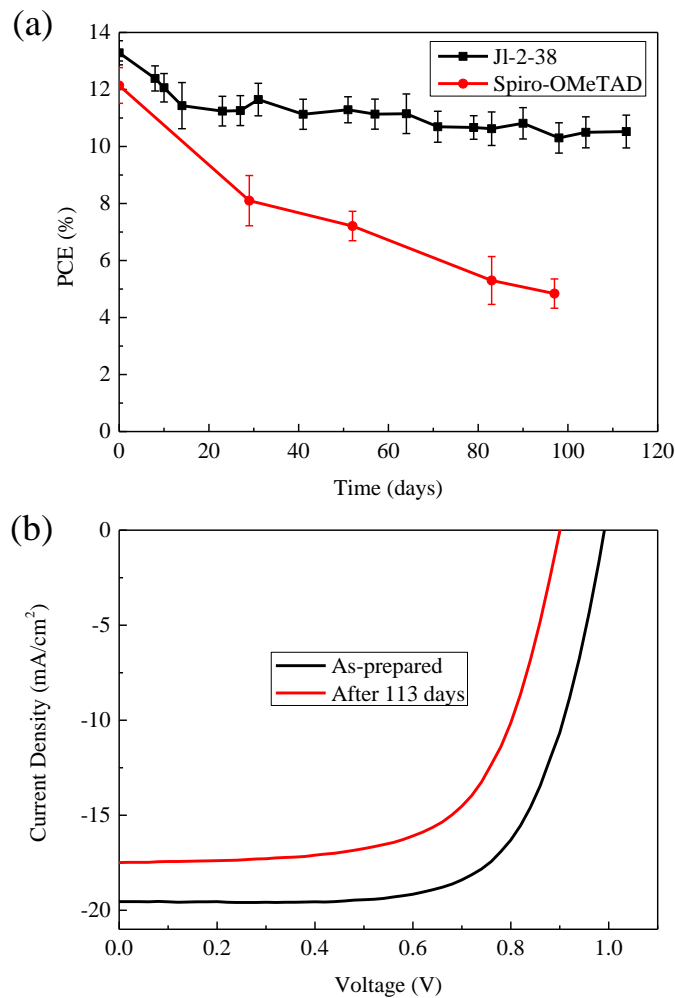 (a)
14
12
10
8
6
4
2
0
PCE (%)
Jl-2-38
Spiro-OMeTAD
0 20 40 60 80 100 120
Time (days)
(b)
0
-5
-10
-15
-20
Current Density (mA/cm²)
As-prepared
After 113 days
0.0 0.2 0.4 0.6 0.8 1.0
Voltage (V)